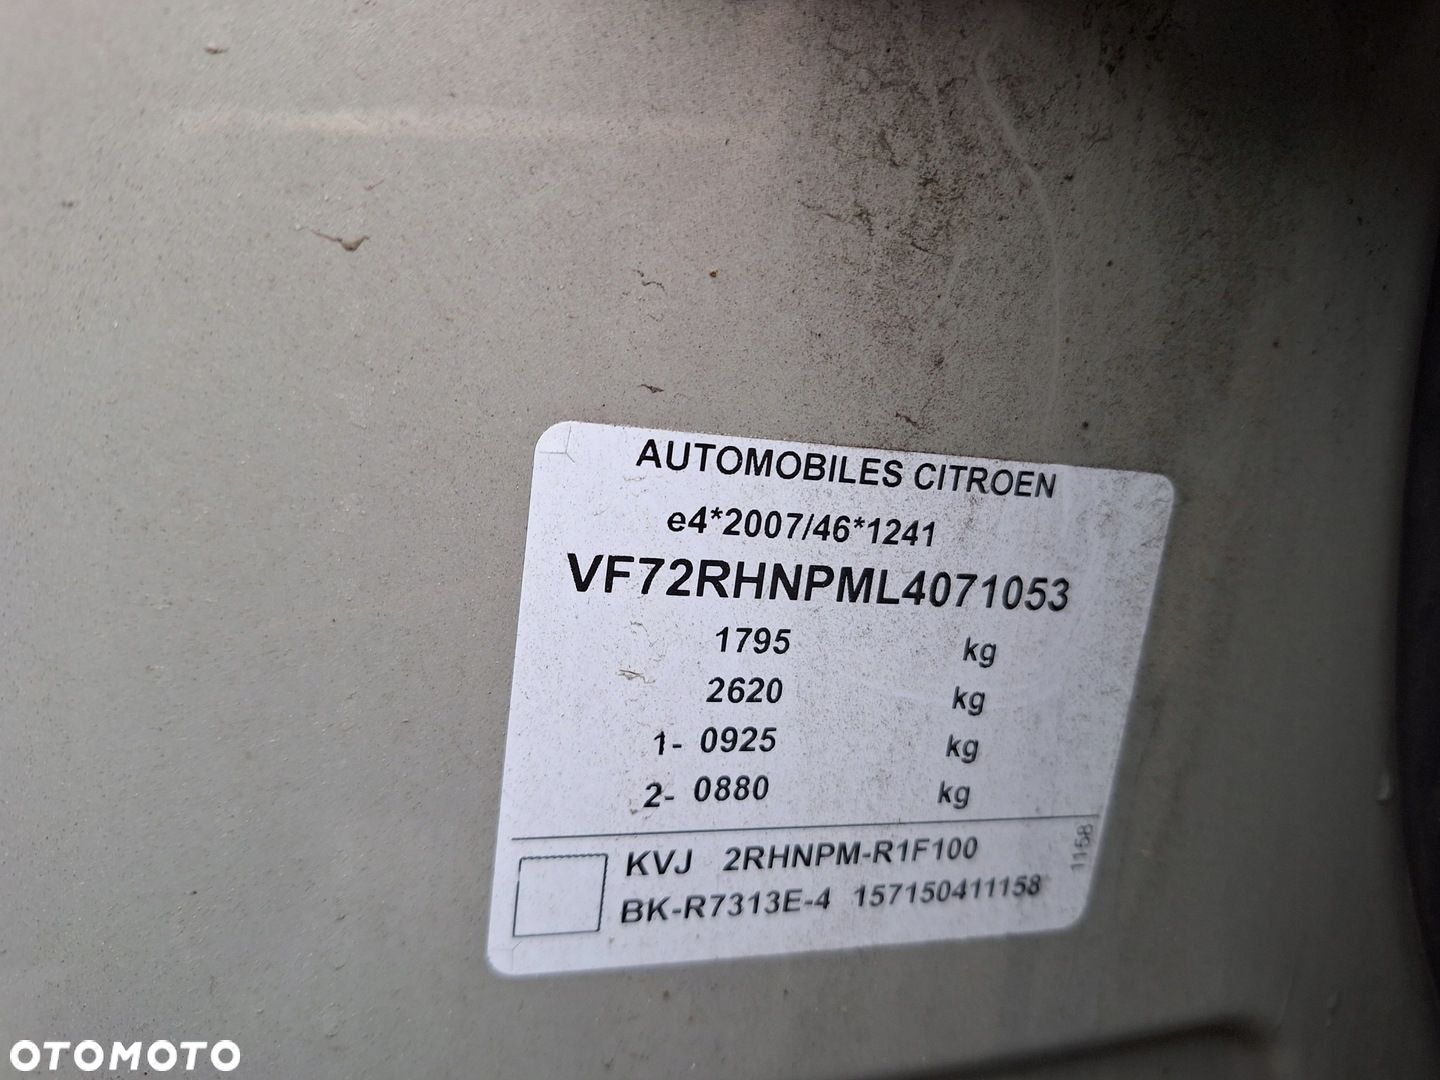 AUTOMOBILES CITROEN
e4*2007/46*1241
VF72RHNPML4071053
1795 kg
2620 kg
1- 0925 kg
2- 0880 kg
KVJ 2RHNPM-R1F100
BK-R7313E-4 157150411158
1158
OTOMOTO